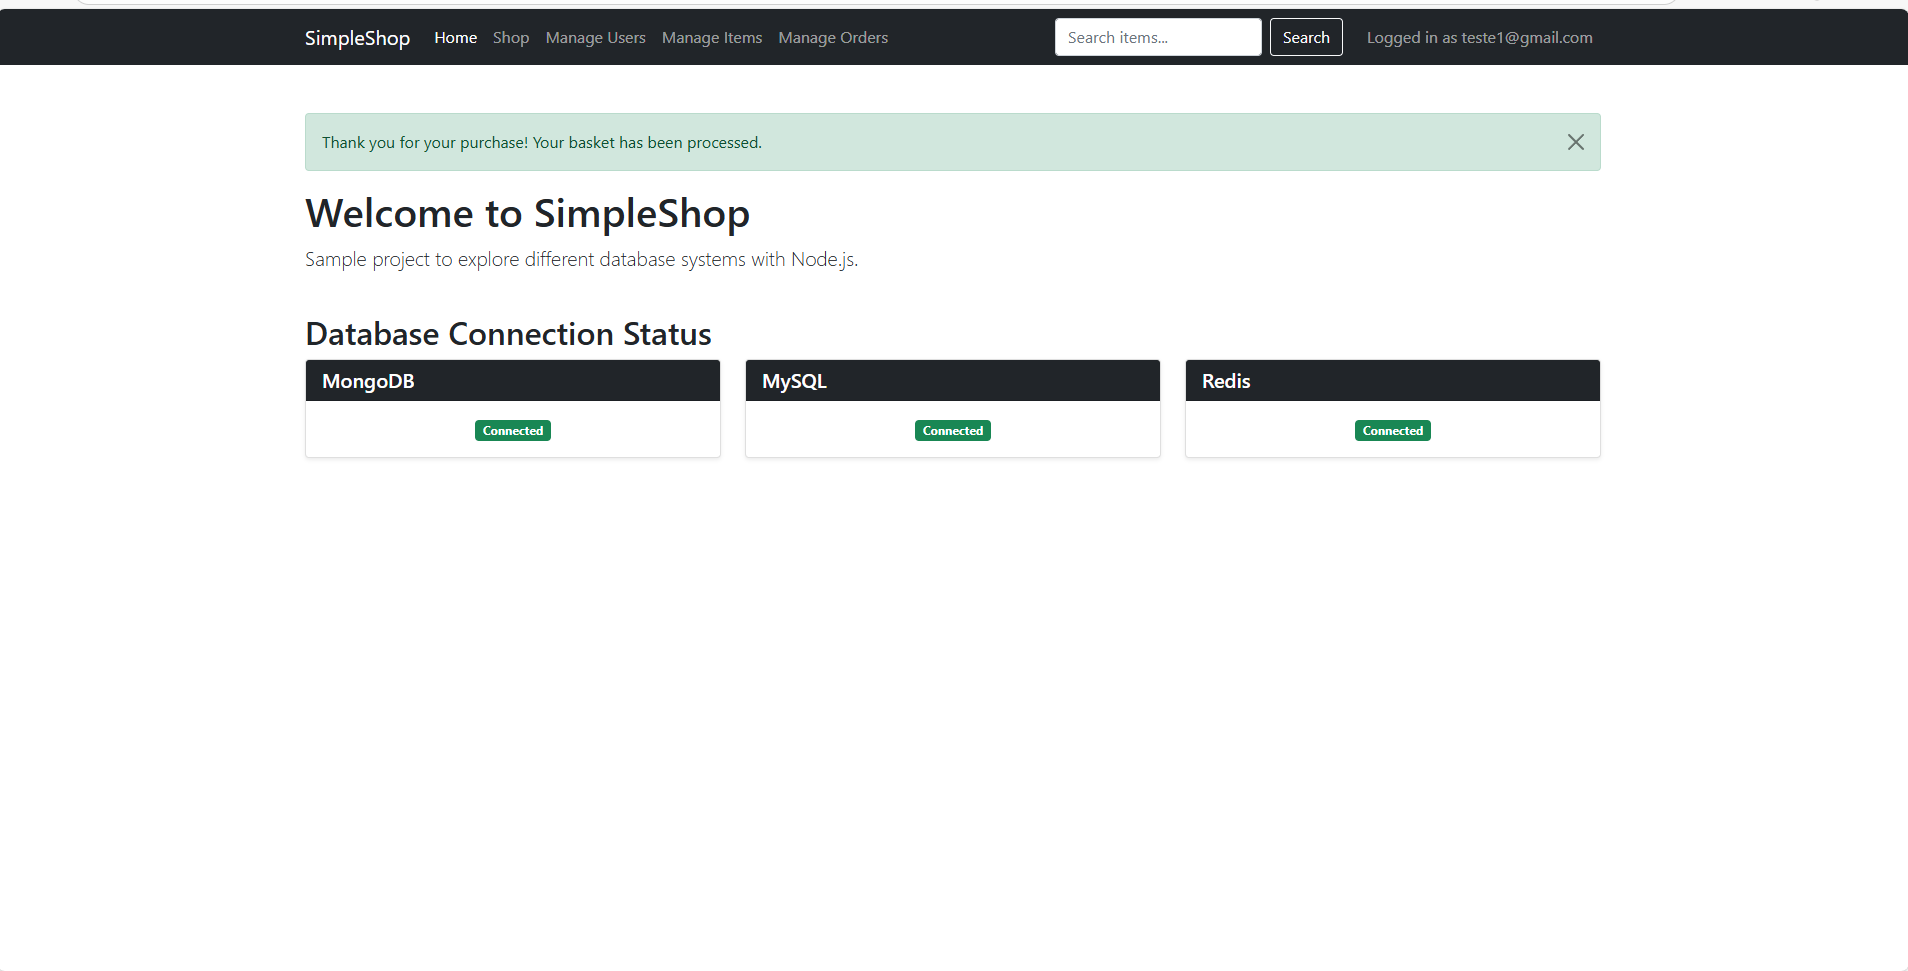 SimpleShop Home Shop Manage Users Manage Items Manage Orders Search items... Search Logged in as teste1@gmail.com
Thank you for your purchase! Your basket has been processed.
Welcome to SimpleShop
Sample project to explore different database systems with Node.js.
Database Connection Status
MongoDB MySQL Redis
Connected Connected Connected